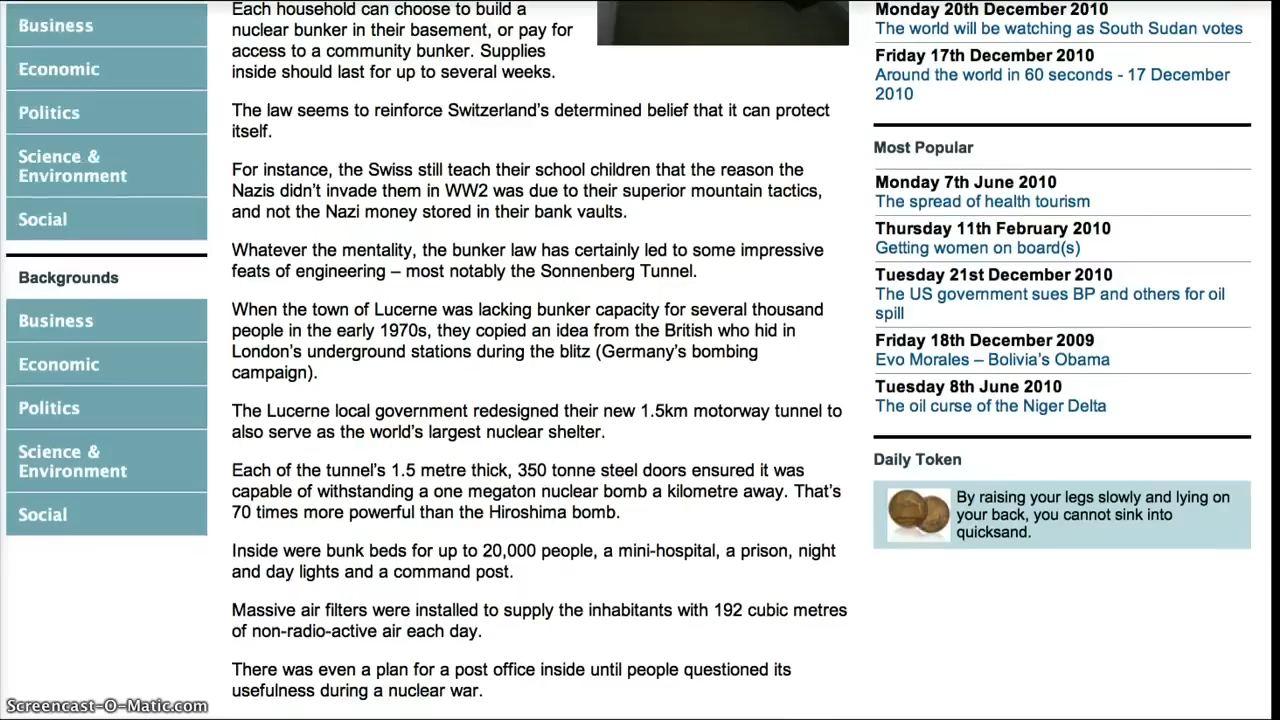 Business
Economic
Politics
Science &
Environment
Social
Backgrounds
Business
Economic
Politics
Science &
Environment
Social
Each household can choose to build a
nuclear bunker in their basement, or pay for
access to a community bunker. Supplies
inside should last for up to several weeks.
The law seems to reinforce Switzerland's determined belief that it can protect
itself.
For instance, the Swiss still teach their school children that the reason the
Nazis didn't invade them in WW2 was due to their superior mountain tactics,
and not the Nazi money stored in their bank vaults.
Whatever the mentality, the bunker law has certainly led to some impressive
feats of engineering – most notably the Sonnenberg Tunnel.
When the town of Lucerne was lacking bunker capacity for several thousand
people in the early 1970s, they copied an idea from the British who hid in
London's underground stations during the blitz (Germany's bombing
campaign).
The Lucerne local government redesigned their new 1.5km motorway tunnel to
also serve as the world's largest nuclear shelter.
Each of the tunnel's 1.5 metre thick, 350 tonne steel doors ensured it was
capable of withstanding a one megaton nuclear bomb a kilometre away. That's
70 times more powerful than the Hiroshima bomb.
Inside were bunk beds for up to 20,000 people, a mini-hospital, a prison, night
and day lights and a command post.
Massive air filters were installed to supply the inhabitants with 192 cubic metres
of non-radio-active air each day.
There was even a plan for a post office inside until people questioned its
usefulness during a nuclear war.
Monday 20th December 2010
The world will be watching as South Sudan votes
Friday 17th December 2010
Around the world in 60 seconds - 17 December
2010
Most Popular
Monday 7th June 2010
The spread of health tourism
Thursday 11th February 2010
Getting women on board(s)
Tuesday 21st December 2010
The US government sues BP and others for oil
spill
Friday 18th December 2009
Evo Morales – Bolivia's Obama
Tuesday 8th June 2010
The oil curse of the Niger Delta
Daily Token
By raising your legs slowly and lying on
your back, you cannot sink into
quicksand.
Screencast-O-Matic.com